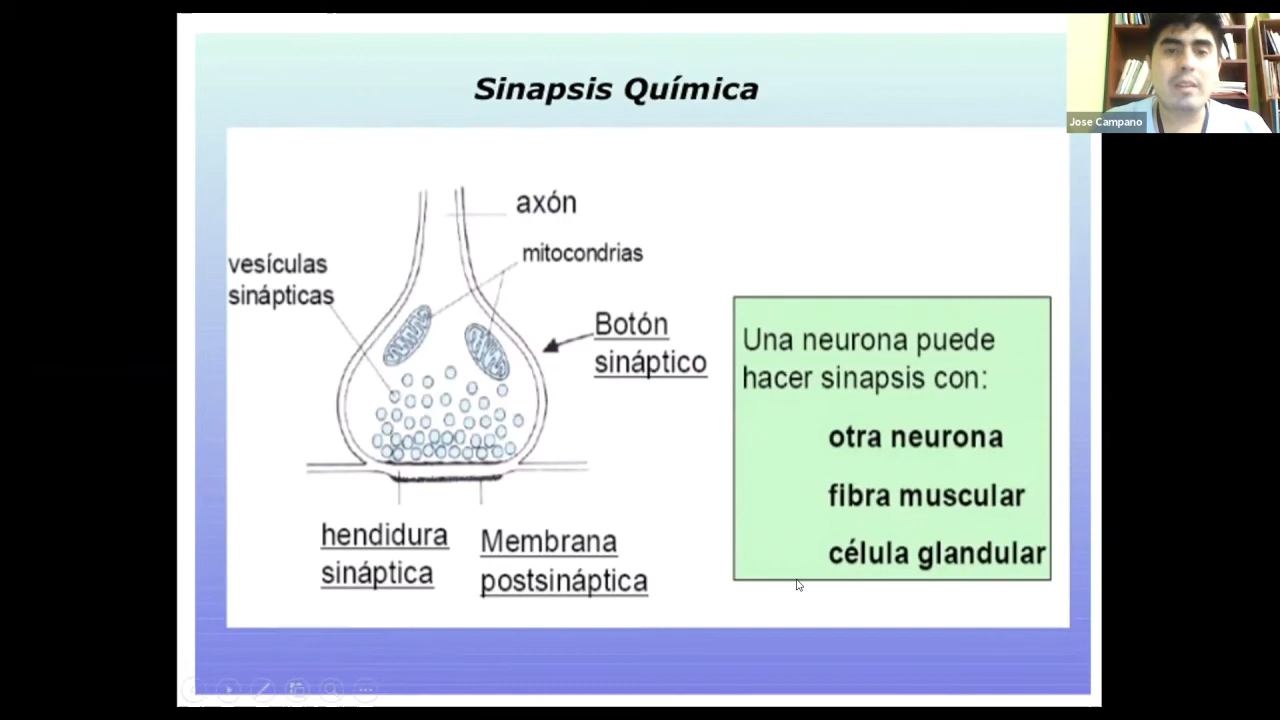 Sinapsis Química
Jose Campano
axón
mitocondrias
vesículas
sinápticas
Botón
sináptico
hendidura
sináptica
Membrana
postsináptica
Una neurona puede
hacer sinapsis con:
otra neurona
fibra muscular
célula glandular